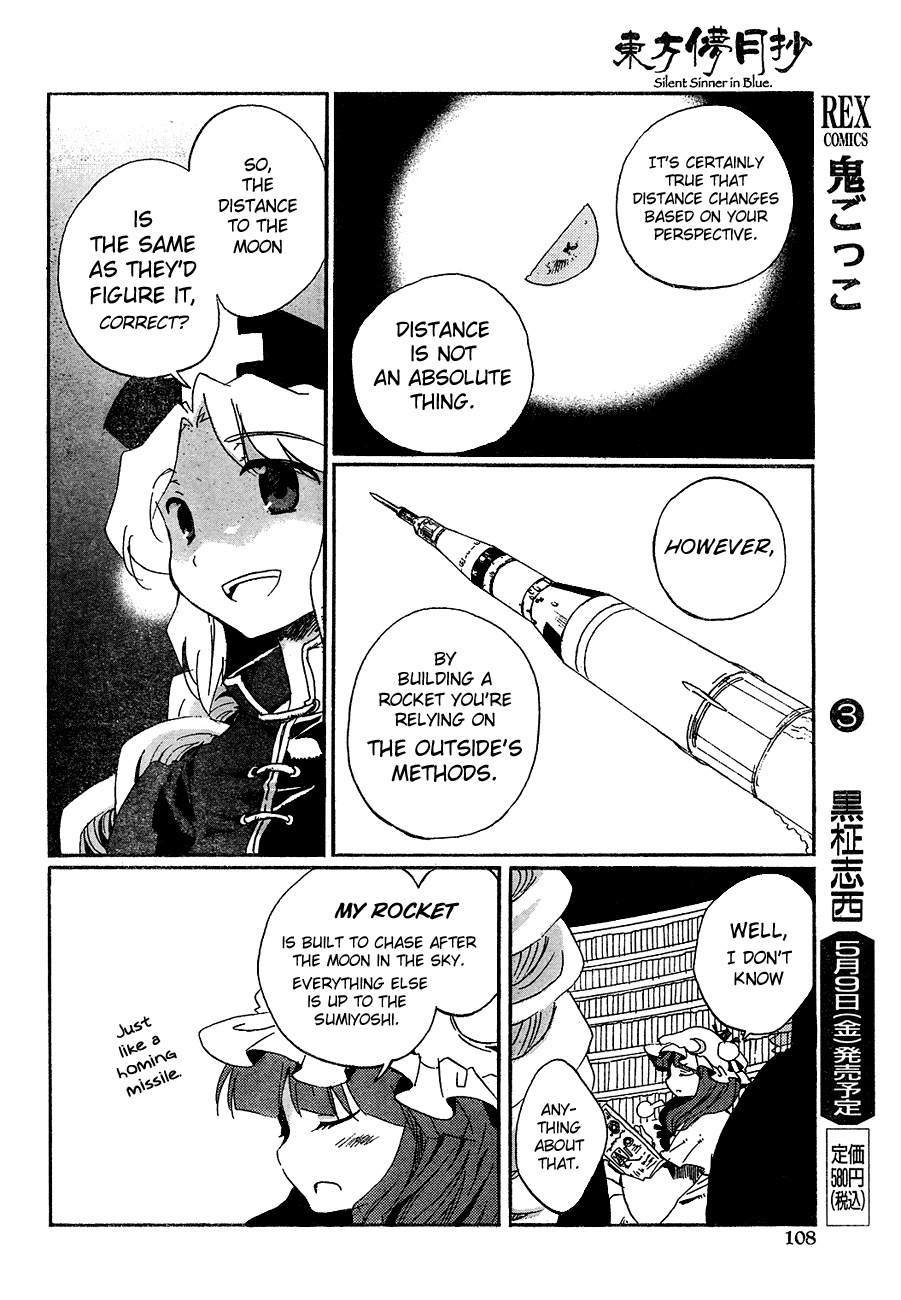 東方儚月抄
Silent Sinner in Blue.
IT'S CERTAINLY
TRUE THAT
DISTANCE CHANGES
BASED ON YOUR
PERSPECTIVE.
DISTANCE
IS NOT
AN ABSOLUTE
THING.
HOWEVER,
BY
BUILDING A
ROCKET YOU'RE
RELYING ON
THE OUTSIDE'S
METHODS.
SO,
THE
DISTANCE
TO THE
MOON
IS
THE SAME
AS THEY'D
FIGURE IT,
CORRECT?
WELL,
I DON'T
KNOW
ANY-
THING
ABOUT
THAT.
MY ROCKET
IS BUILT TO CHASE AFTER
THE MOON IN THE SKY.
EVERYTHING ELSE
IS UP TO THE
SUMIYOSHI.
Just
like a
homing
missile.
REX
COMICS
鬼ごっこ
③
黒柾志西
5月9日(金)発売予定
定価
580円
(税込)
108